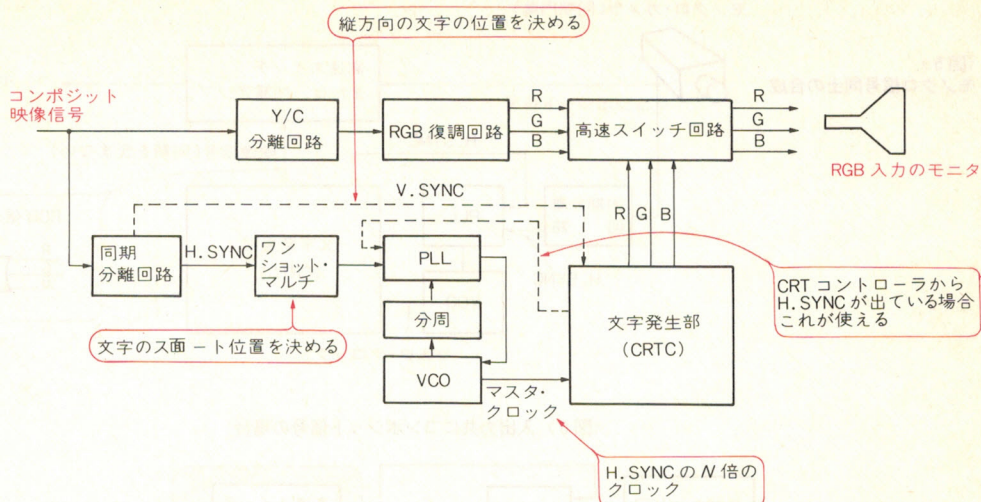 縦方向の文字の位置を決める
コンポジット
映像信号
Y/C
分離回路
RGB 復調回路
R
G
B
高速スイッチ回路
R
G
B
RGB 入力のモニタ
V.SYNC
R
G
B
同期
分離回路
H.SYNC
ワン
ショット・
マルチ
PLL
分周
VCO
文字発生部
(CRTC)
CRT コントローラから
H.SYNCが出ている場合
これが使える
文字のス面ート位置を決める
マスタ・
クロック
H.SYNC の N 倍の
クロック